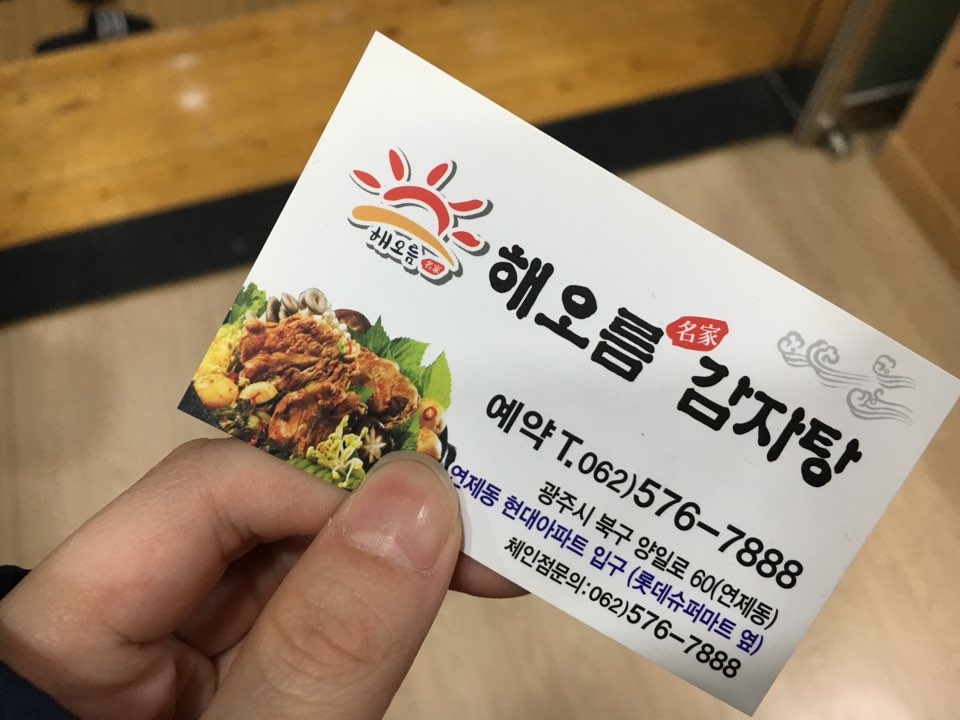 해오름 名家
해오름 名家 감자탕
예약 T.062)576-7888
광주시 북구 양일로 60(연제동)
연제동 현대아파트 입구 (롯데슈퍼마트 옆)
체인점문의:062)576-7888